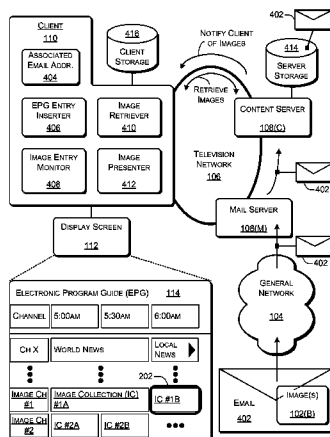 CLIENT
110
ASSOCIATED
EMAIL ADDR.
404
EPG ENTRY
INSERTER
406
IMAGE
RETRIEVER
410
IMAGE ENTRY
MONITOR
408
IMAGE
PRESENTER
412
416
CLIENT
STORAGE
NOTIFY CLIENT
OF IMAGES
RETRIEVE
IMAGES
402
414
SERVER
STORAGE
CONTENT SERVER
108(C)
TELEVISION
NETWORK
106
402
MAIL SERVER
108(M)
402
DISPLAY SCREEN
112
GENERAL
NETWORK
104
ELECTRONIC PROGRAM GUIDE (EPG) 114
CHANNEL 5:00AM 5:30AM 6:00AM
CH X WORLD NEWS LOCAL NEWS
202
IMAGE CH #1 IMAGE COLLECTION (IC) #1A IC #1B
IMAGE CH #2 IC #2A IC #2B
EMAIL
402
IMAGE(S)
102(B)